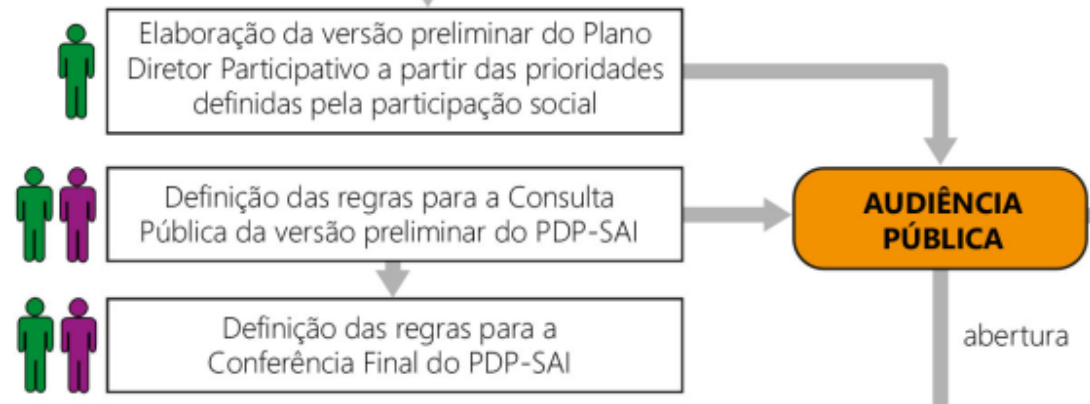 Elaboração da versão preliminar do Plano
Diretor Participativo a partir das prioridades
definidas pela participação social
Definição das regras para a Consulta
Pública da versão preliminar do PDP-SAI
AUDIÊNCIA
PÚBLICA
Definição das regras para a
Conferência Final do PDP-SAI
abertura